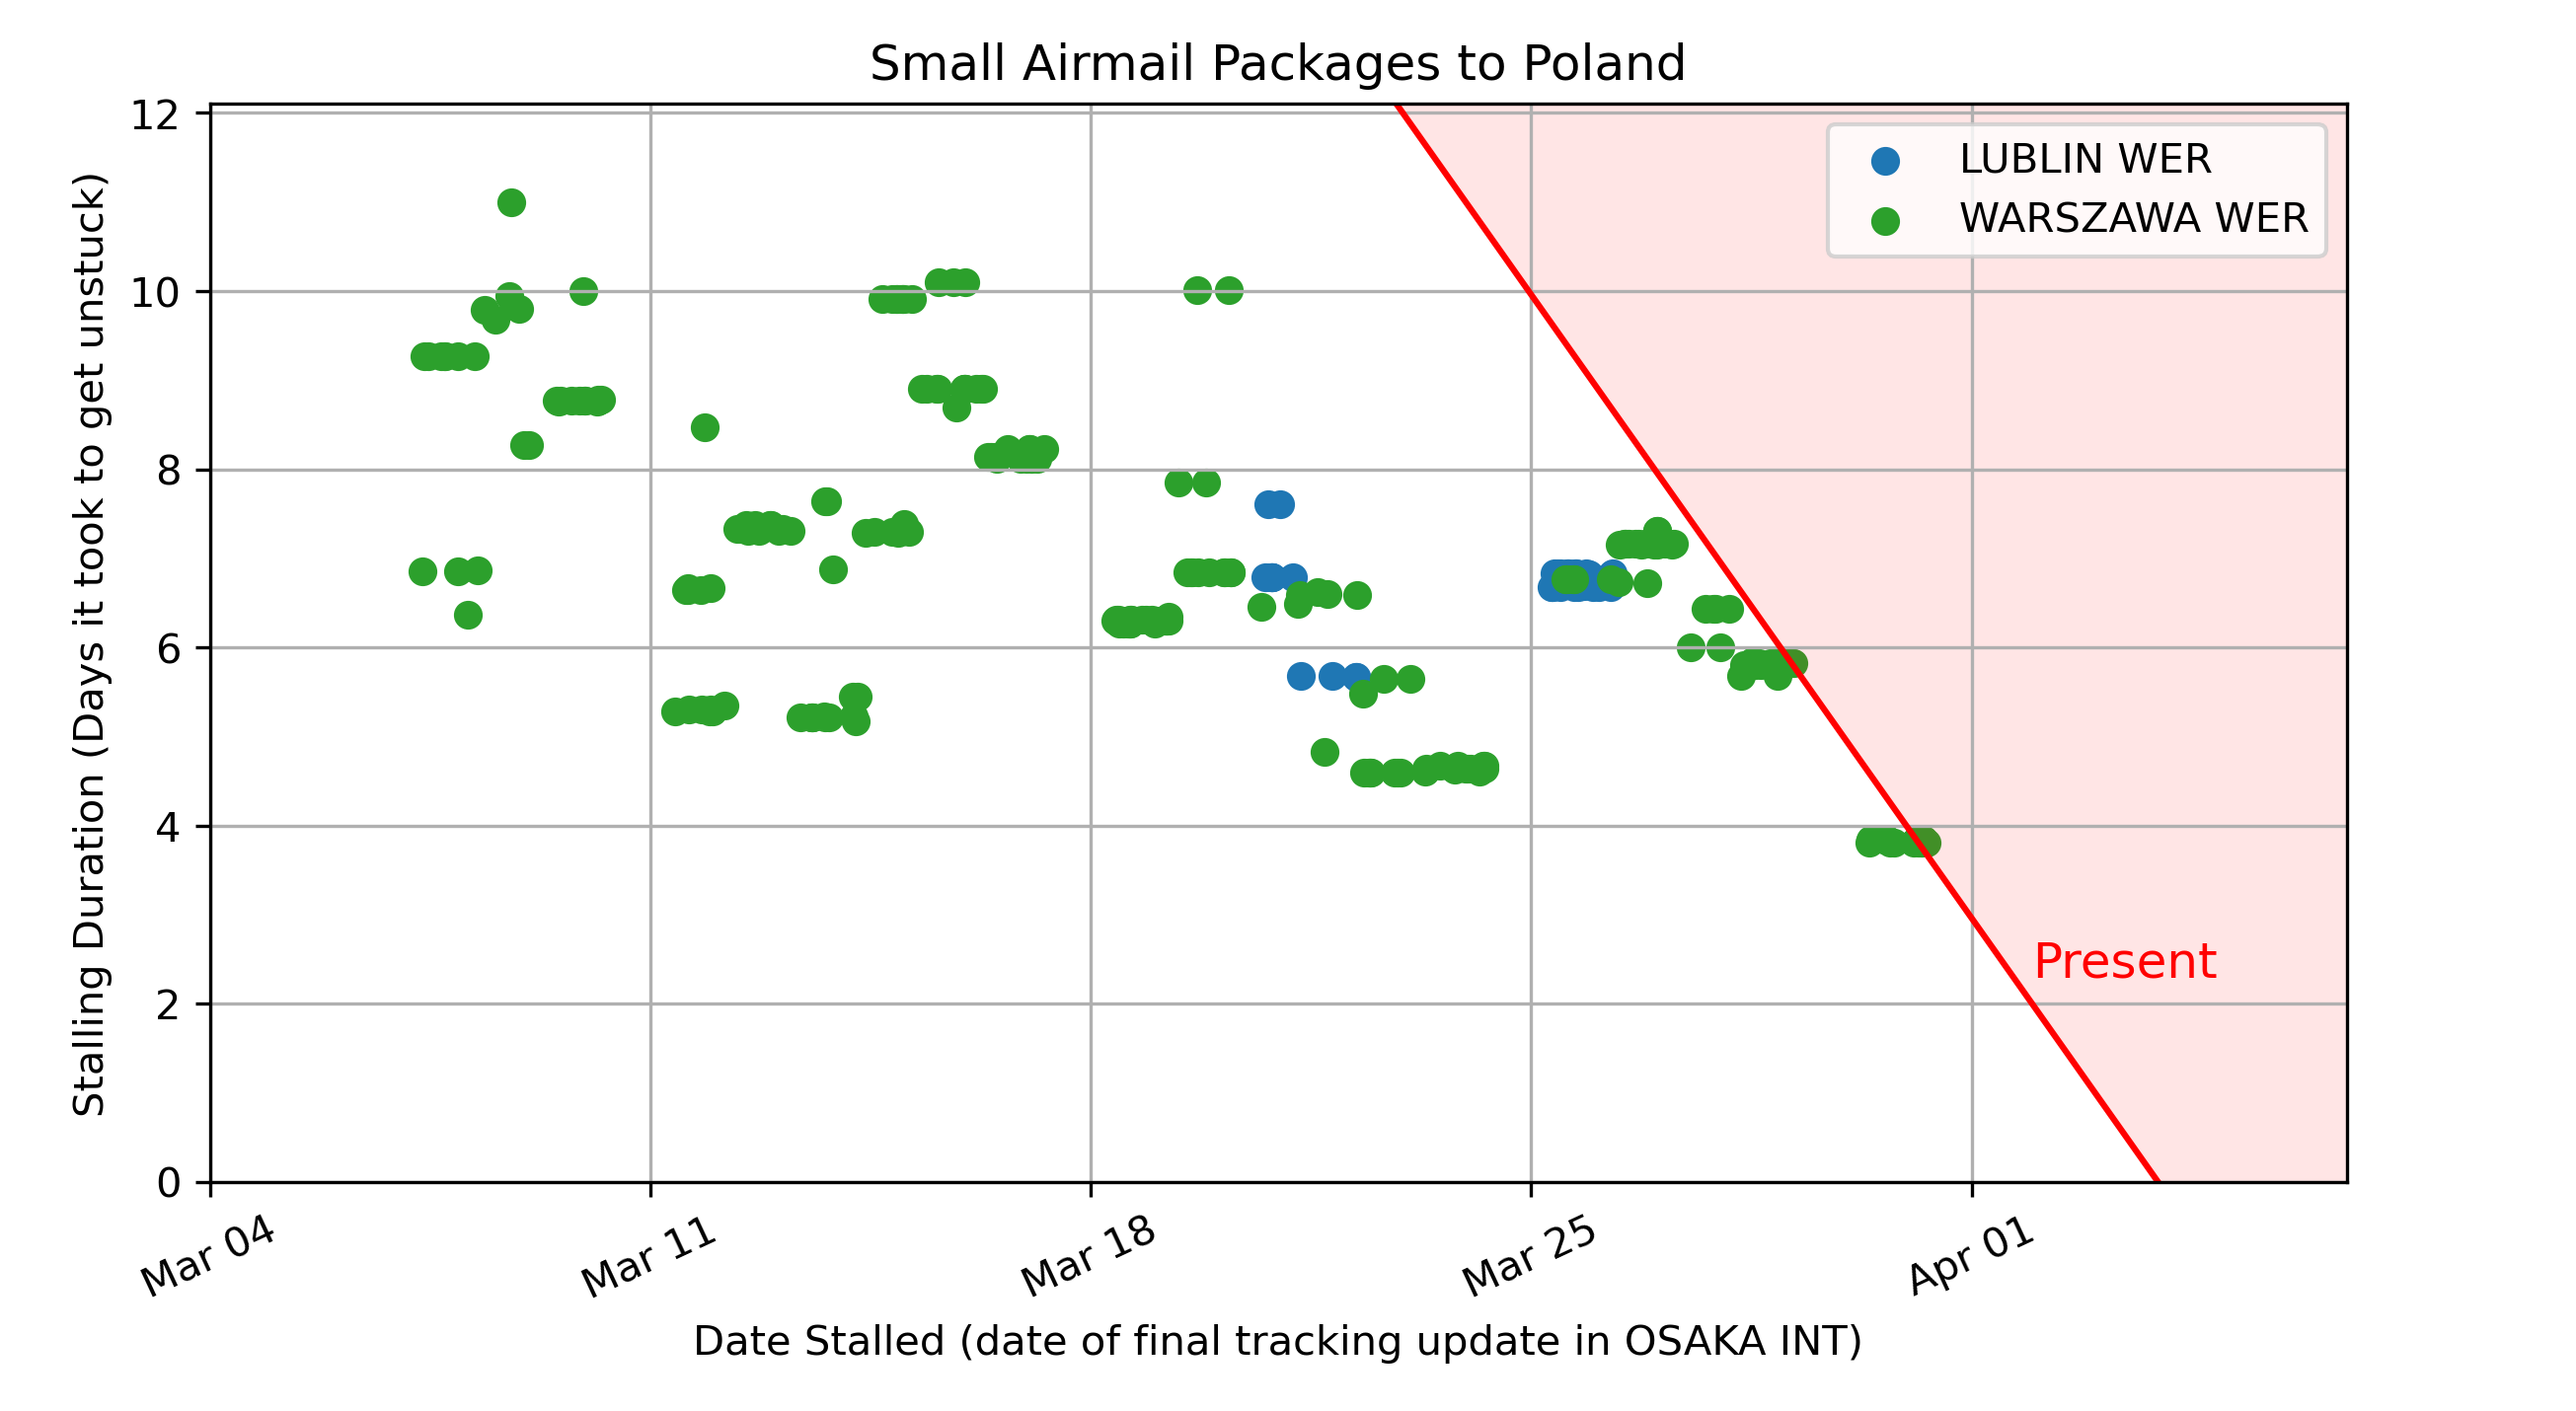 Small Airmail Packages to Poland
Stalling Duration (Days it took to get unstuck)
12
10
8
6
4
2
0
LUBLIN WER
WARSZAWA WER
Present
Mar 04
Mar 11
Mar 18
Mar 25
Apr 01
Date Stalled (date of final tracking update in OSAKA INT)